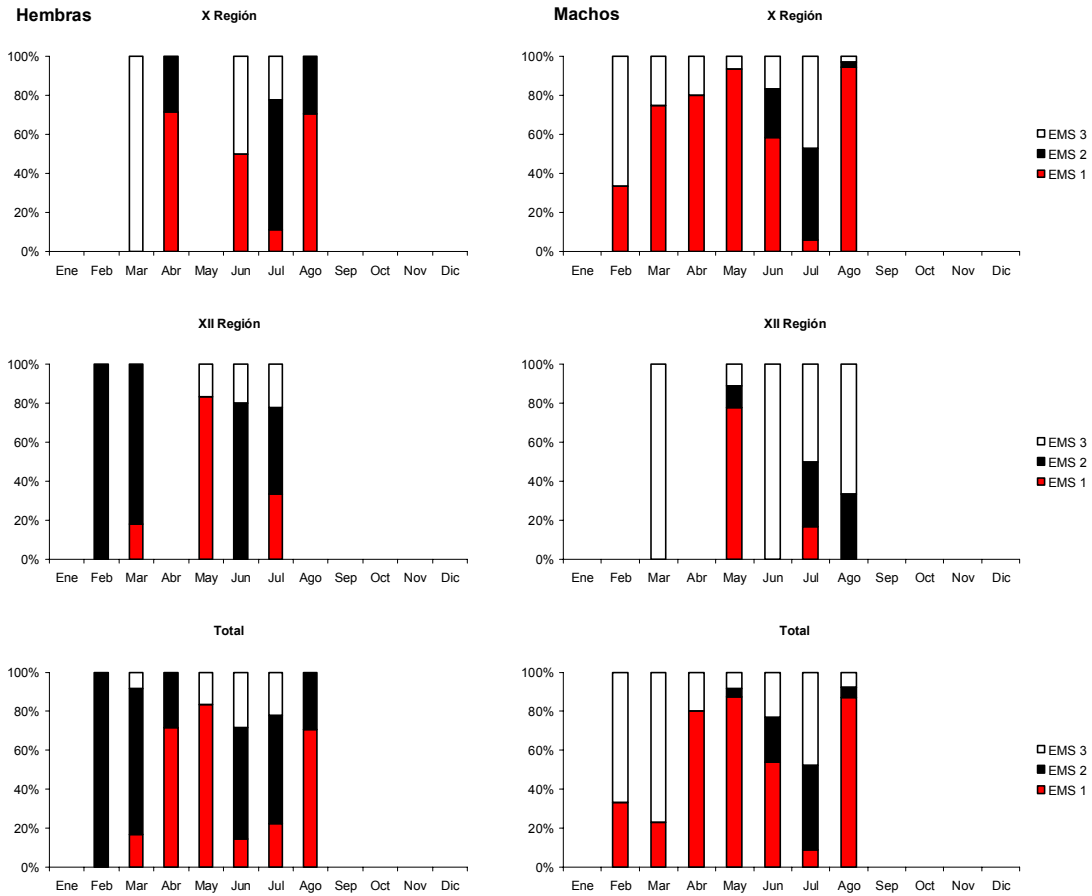 Hembras
X Región
100%
80%
60%
40%
20%
0%
Ene Feb Mar Abr May Jun Jul Ago Sep Oct Nov Dic
Machos
X Región
100%
80%
60%
40%
20%
0%
Ene Feb Mar Abr May Jun Jul Ago Sep Oct Nov Dic
EMS 3
EMS 2
EMS 1
XII Región
100%
80%
60%
40%
20%
0%
Ene Feb Mar Abr May Jun Jul Ago Sep Oct Nov Dic
XII Región
100%
80%
60%
40%
20%
0%
Ene Feb Mar Abr May Jun Jul Ago Sep Oct Nov Dic
EMS 3
EMS 2
EMS 1
Total
100%
80%
60%
40%
20%
0%
Ene Feb Mar Abr May Jun Jul Ago Sep Oct Nov Dic
Total
100%
80%
60%
40%
20%
0%
Ene Feb Mar Abr May Jun Jul Ago Sep Oct Nov Dic
EMS 3
EMS 2
EMS 1